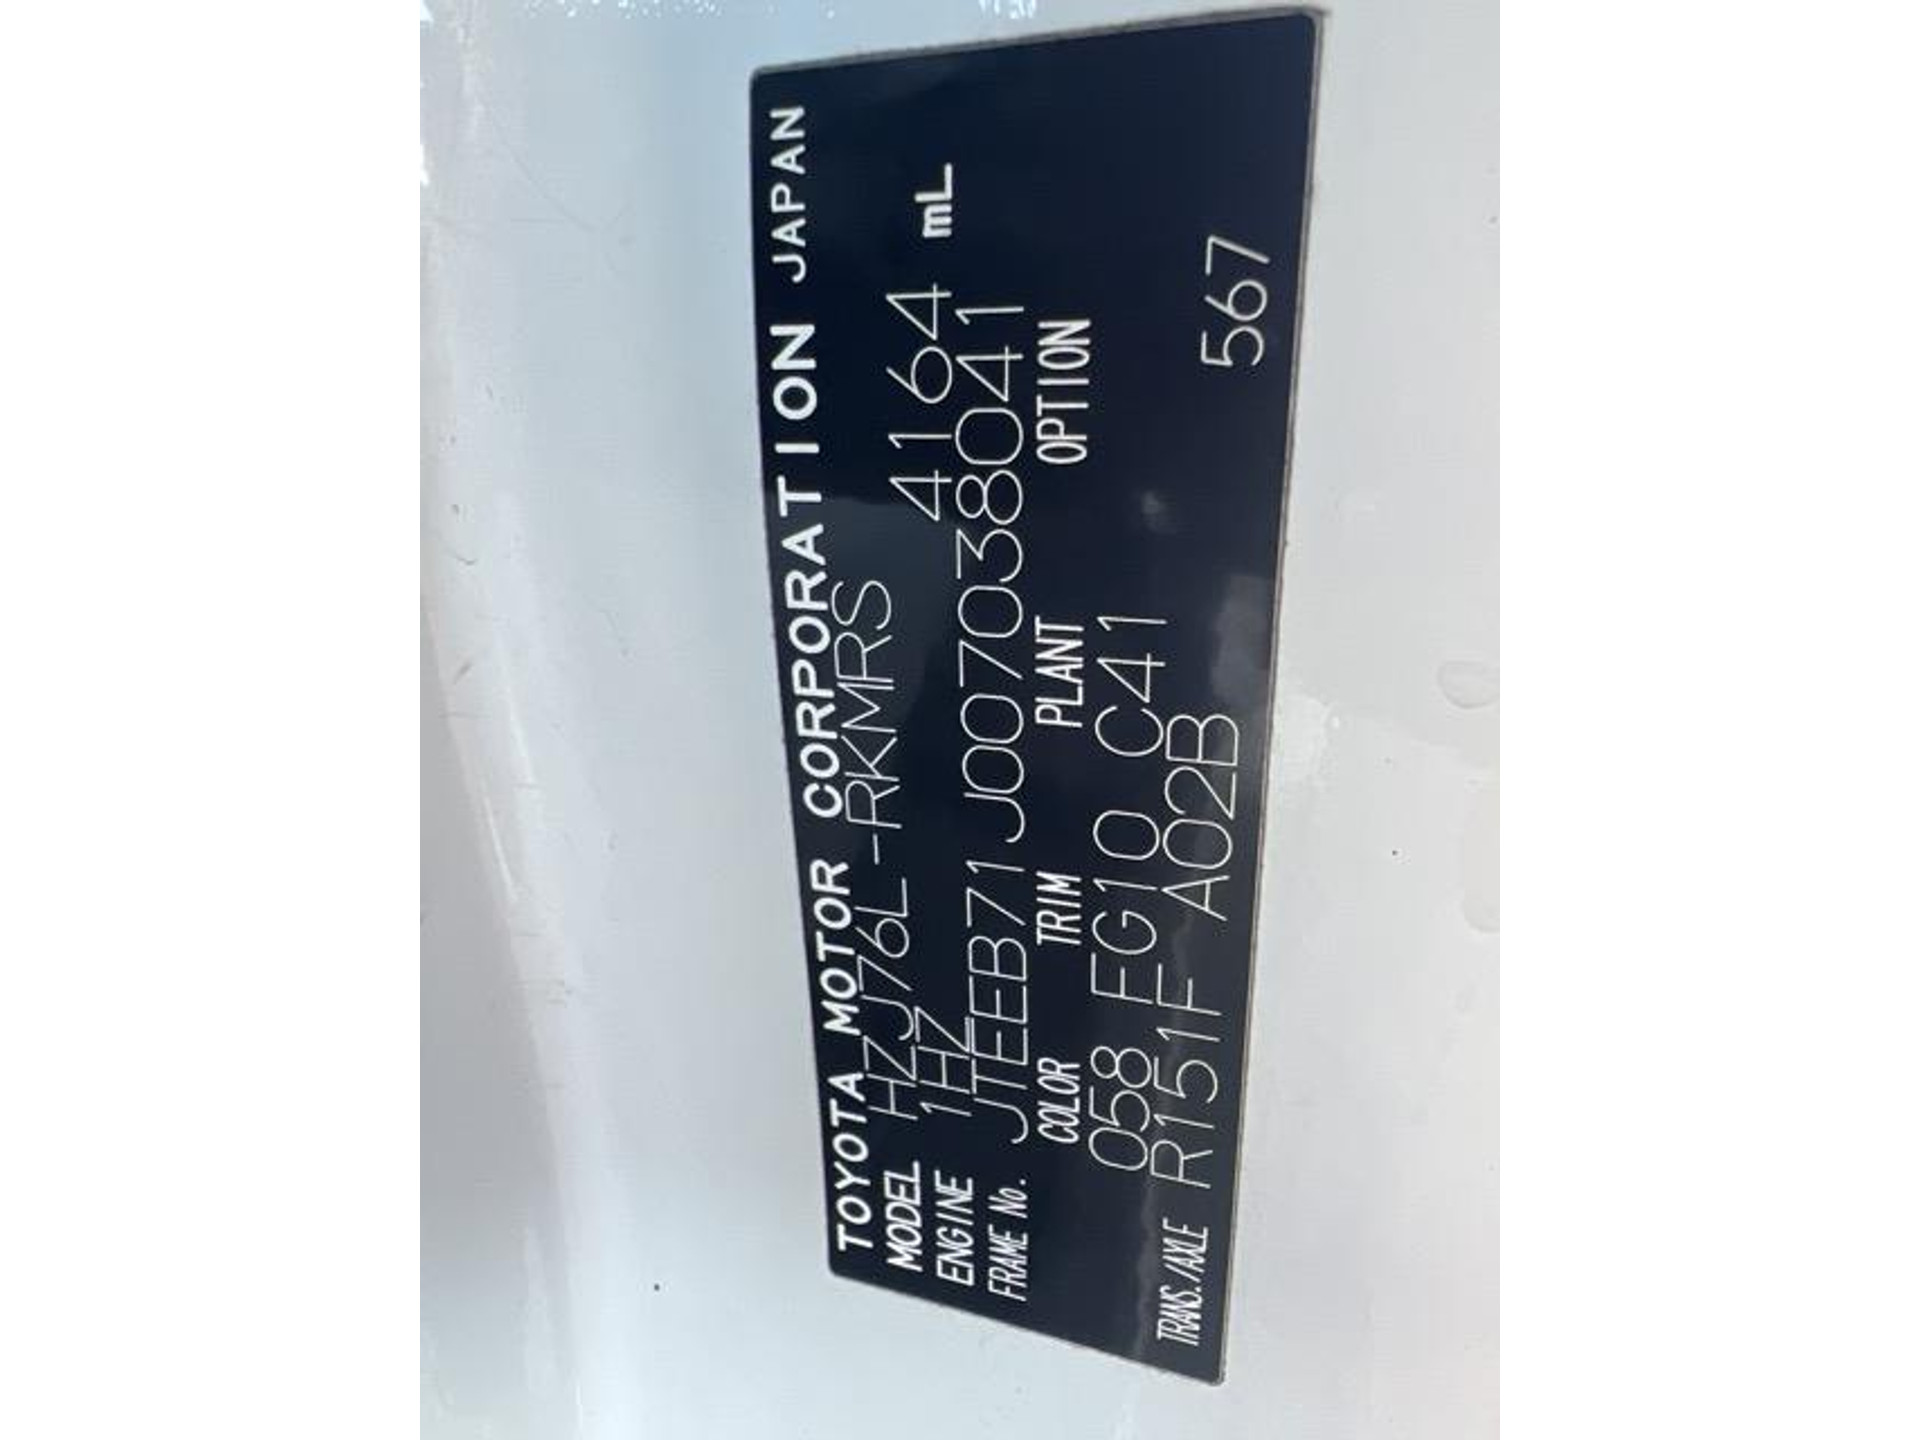 TOYOTA MOTOR CORPORATION JAPAN
MODEL HZJ76L-RKMRS
ENGINE 1HZ 4164 mL
FRAME No. JTEEB71J007038041
COLOR TRIM PLANT OPTION
058 FG10 C41
TRANS./AXLE R151F A02B 567